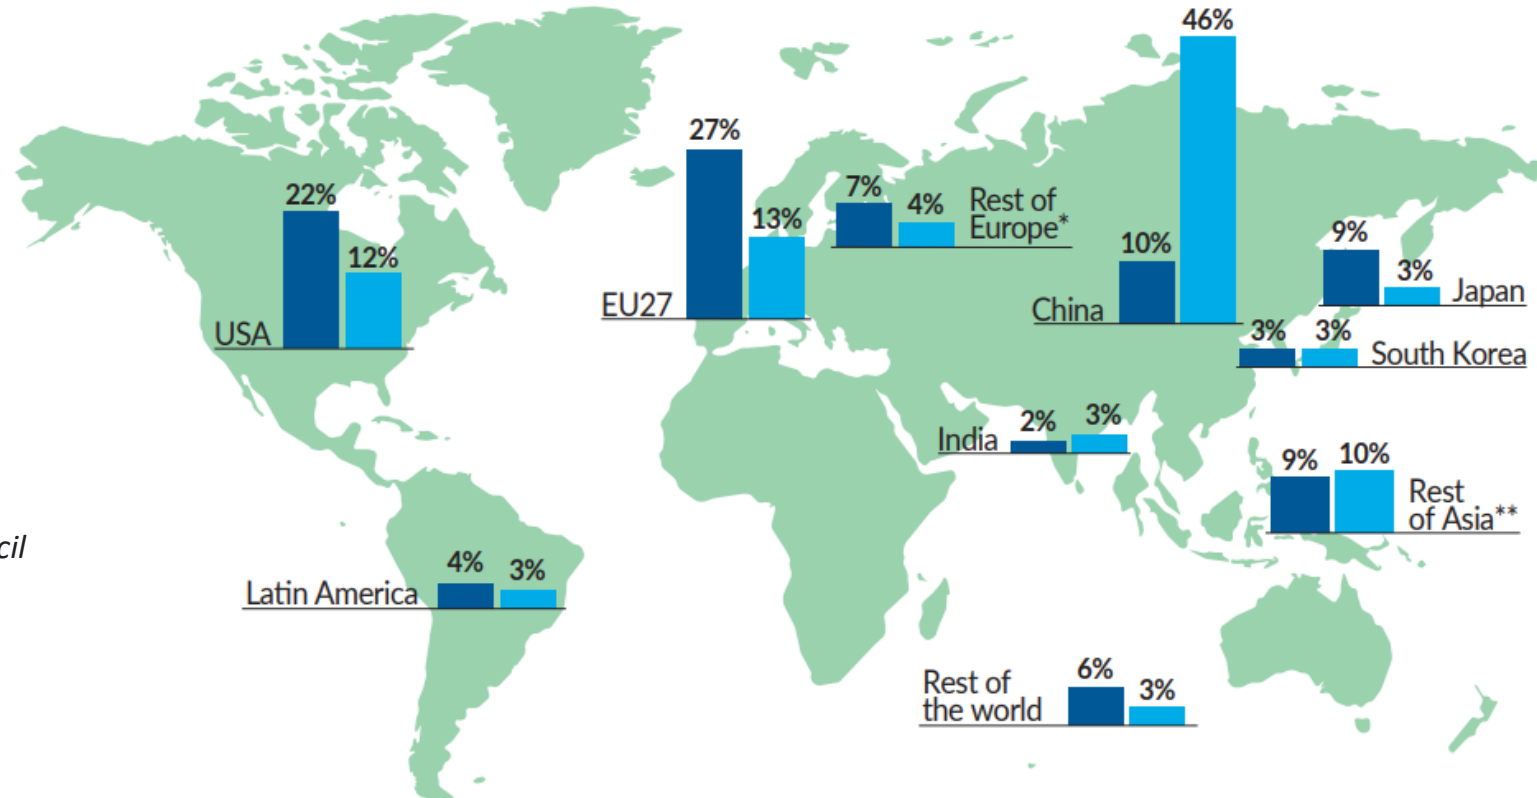 46%
27%
22%
7%
4%
Rest of
Europe*
13%
12%
10%
9%
3%
EU27
China
Japan
USA
3%
3%
South Korea
India
2%
3%
9%
10%
Rest
of Asia**
cil
Latin America
4%
3%
Rest of
the world
6%
3%